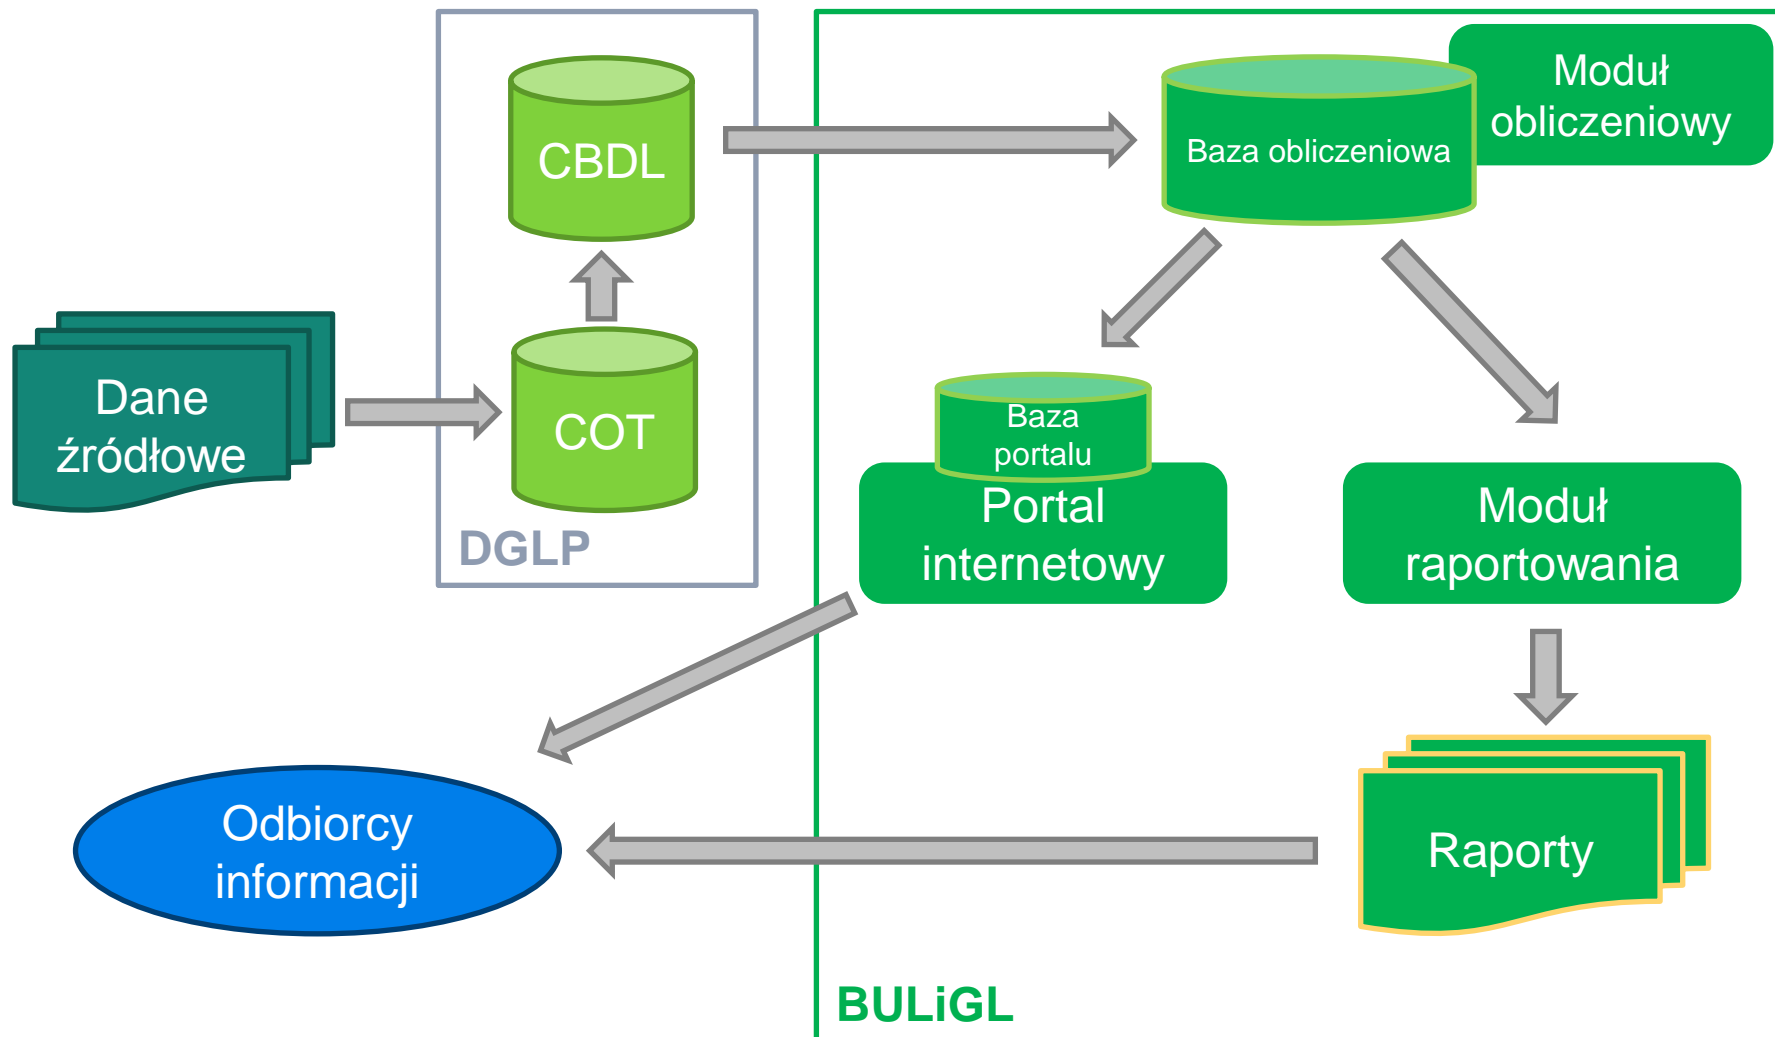 Moduł
obliczeniowy
Baza obliczeniowa
CBDL
Dane
źródłowe
COT
DGLP
Baza
portalu
Portal
internetowy
Moduł
raportowania
Odbiorcy
informacji
Raporty
BULiGL